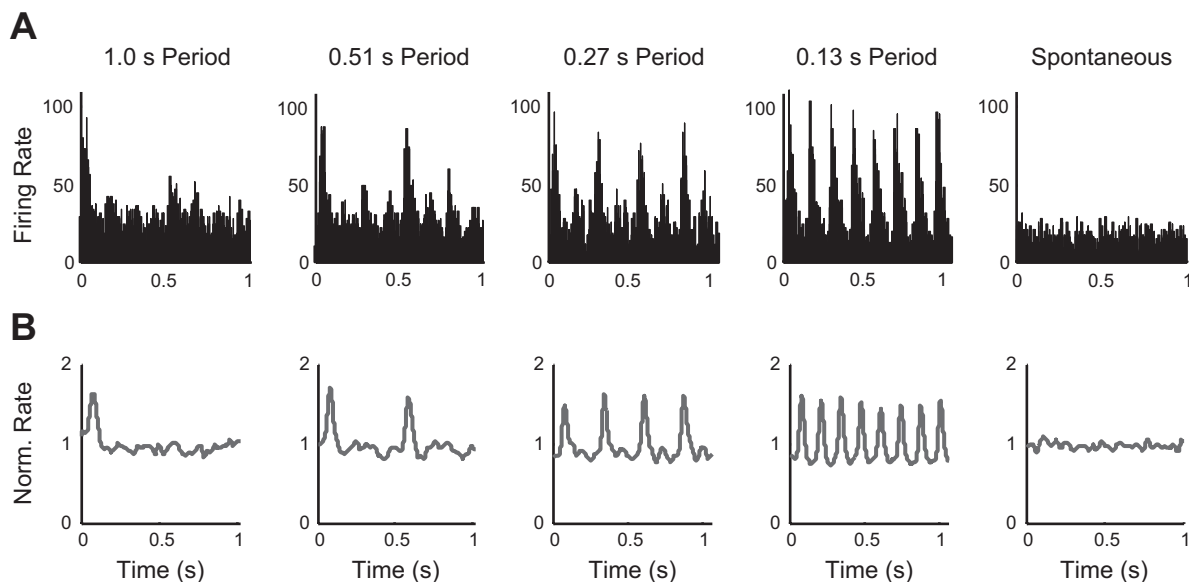 A
1.0 s Period 0.51 s Period 0.27 s Period 0.13 s Period Spontaneous
Firing Rate
100 100 100 100 100
50 50 50 50 50
0 0 0 0 0
0 0.5 1 0 0.5 1 0 0.5 1 0 0.5 1 0 0.5 1
B
Norm. Rate
2 2 2 2 2
1 1 1 1 1
0 0 0 0 0
0 0.5 1 0 0.5 1 0 0.5 1 0 0.5 1 0 0.5 1
Time (s) Time (s) Time (s) Time (s) Time (s)